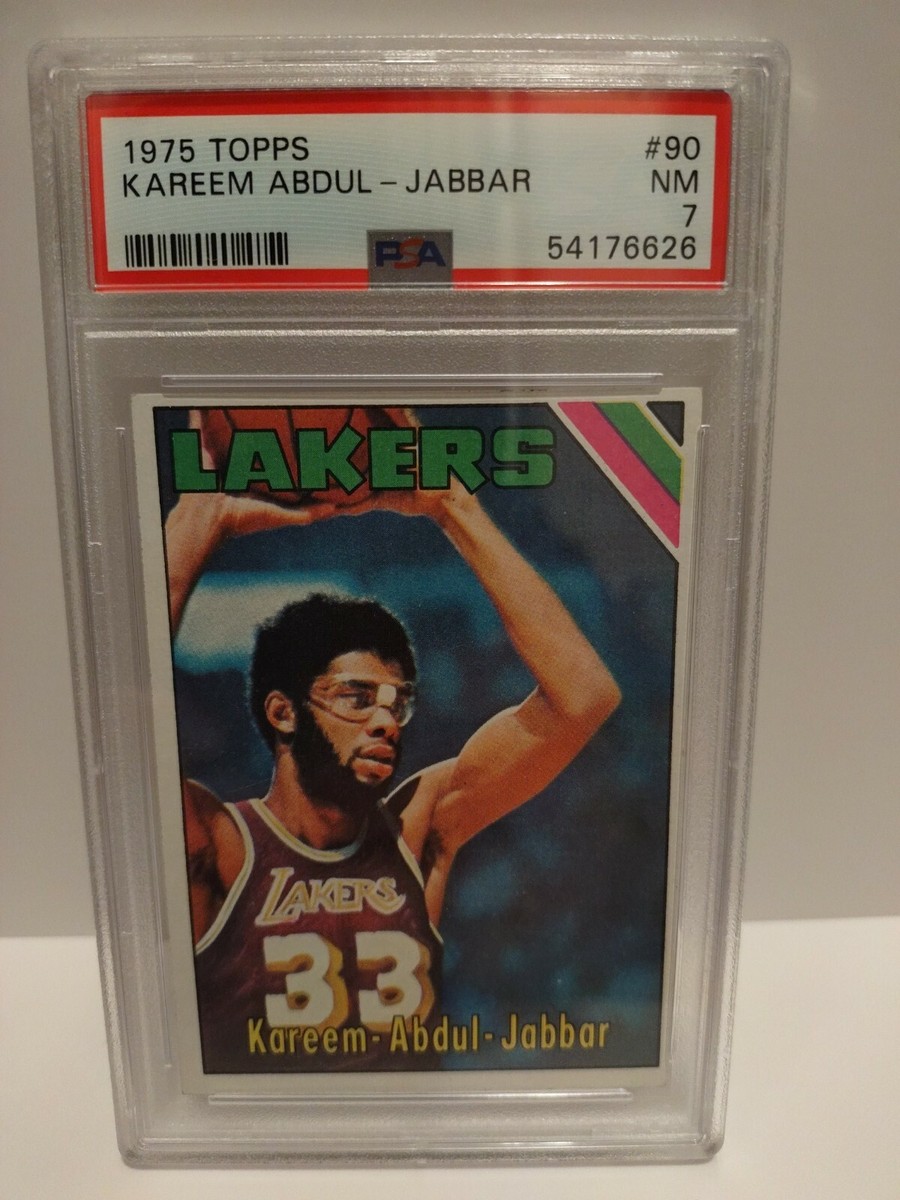 1975 TOPPS #90
KAREEM ABDUL-JABBAR NM
7
PSA 54176626
LAKERS
LAKERS
33
Kareem-Abdul-Jabbar